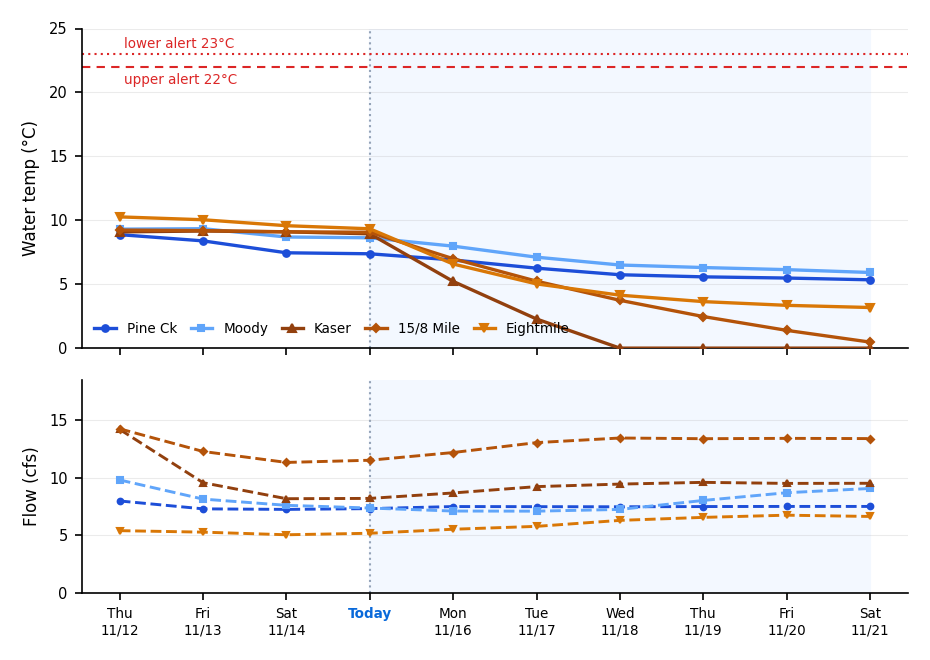 25
lower alert 23°C
upper alert 22°C
20
15
10
5
0
Water temp (°C)
Pine Ck Moody Kaser 15/8 Mile Eightmile
15
10
5
0
Flow (cfs)
Thu Fri Sat Today Mon Tue Wed Thu Fri Sat
11/12 11/13 11/14 11/16 11/17 11/18 11/19 11/20 11/21